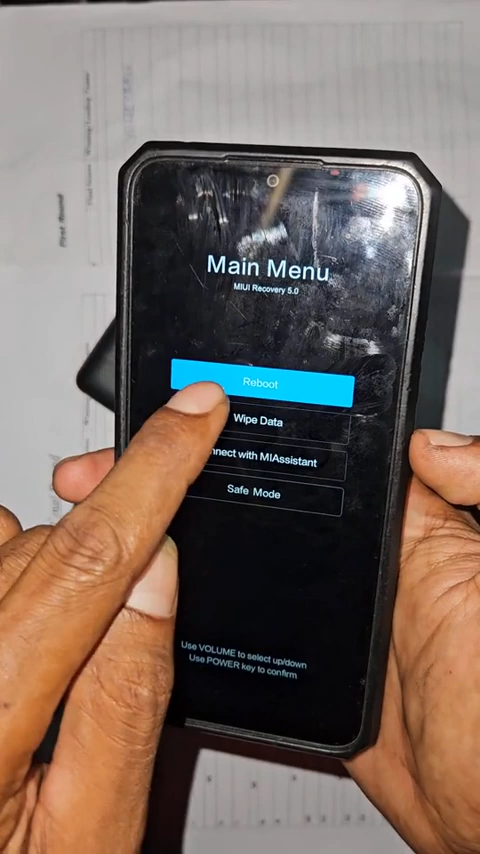 Main Menu
MIUI Recovery 5.0
Reboot
Wipe Data
with MIAssistant
Safe Mode
Use VOLUME to select up/down
Use POWER key to confirm